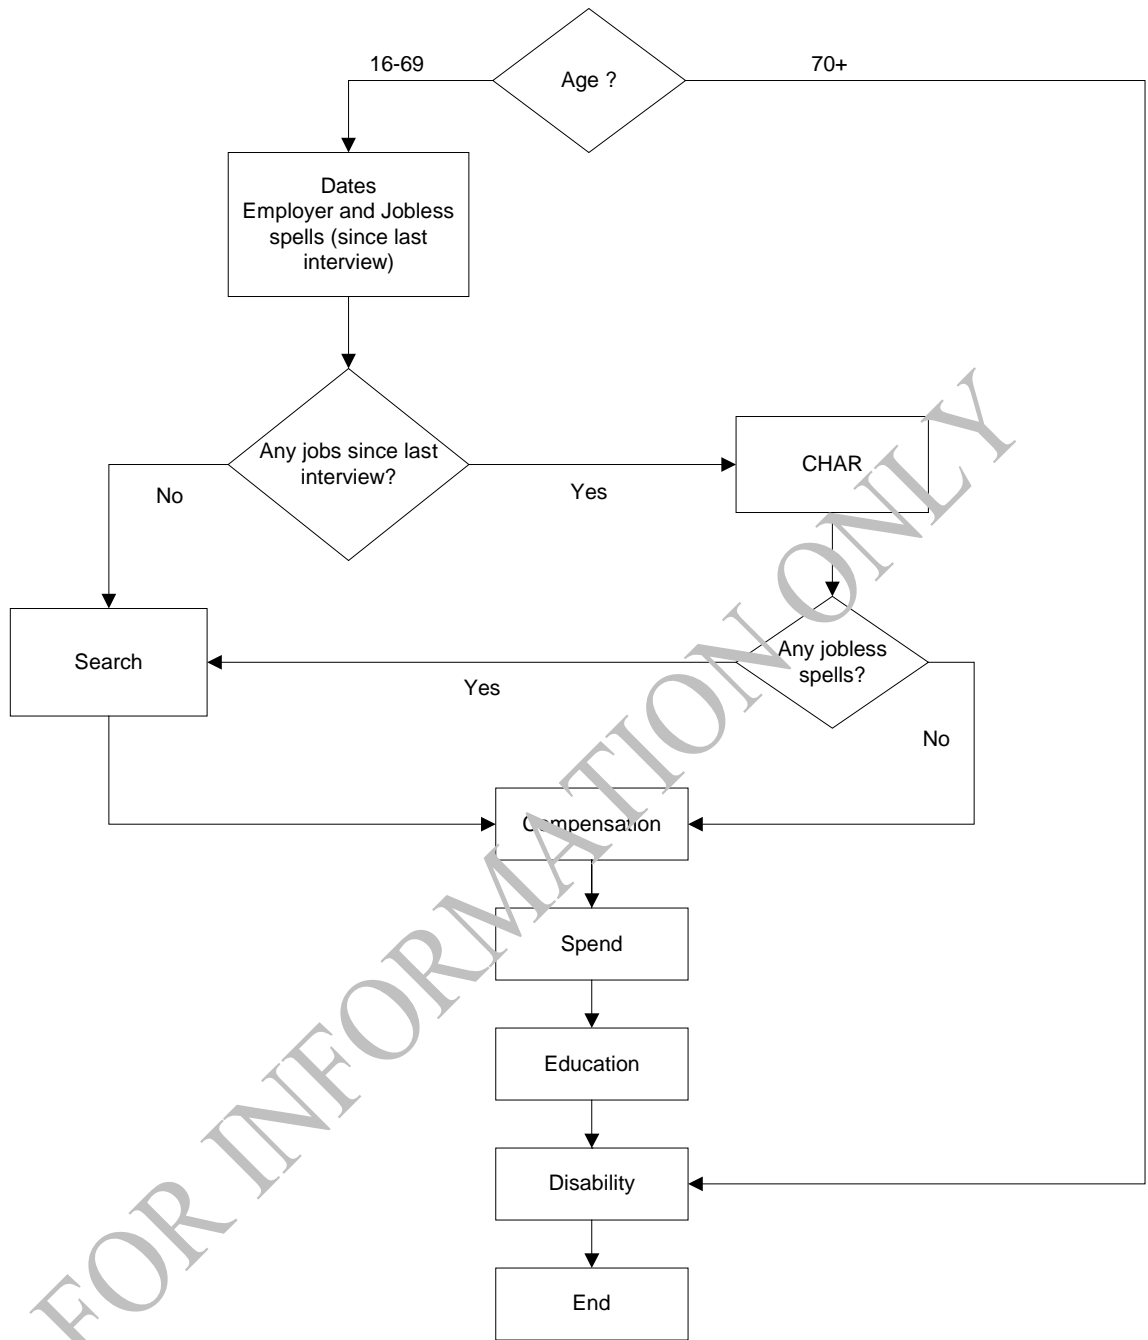 16-69
Age ?
70+
Dates
Employer and Jobless
spells (since last
interview)
Any jobs since last
interview?
No
Yes
CHAR
Search
Any jobless
spells?
Yes
No
Compensation
Spend
Education
Disability
End
FOR INFORMATION ONLY